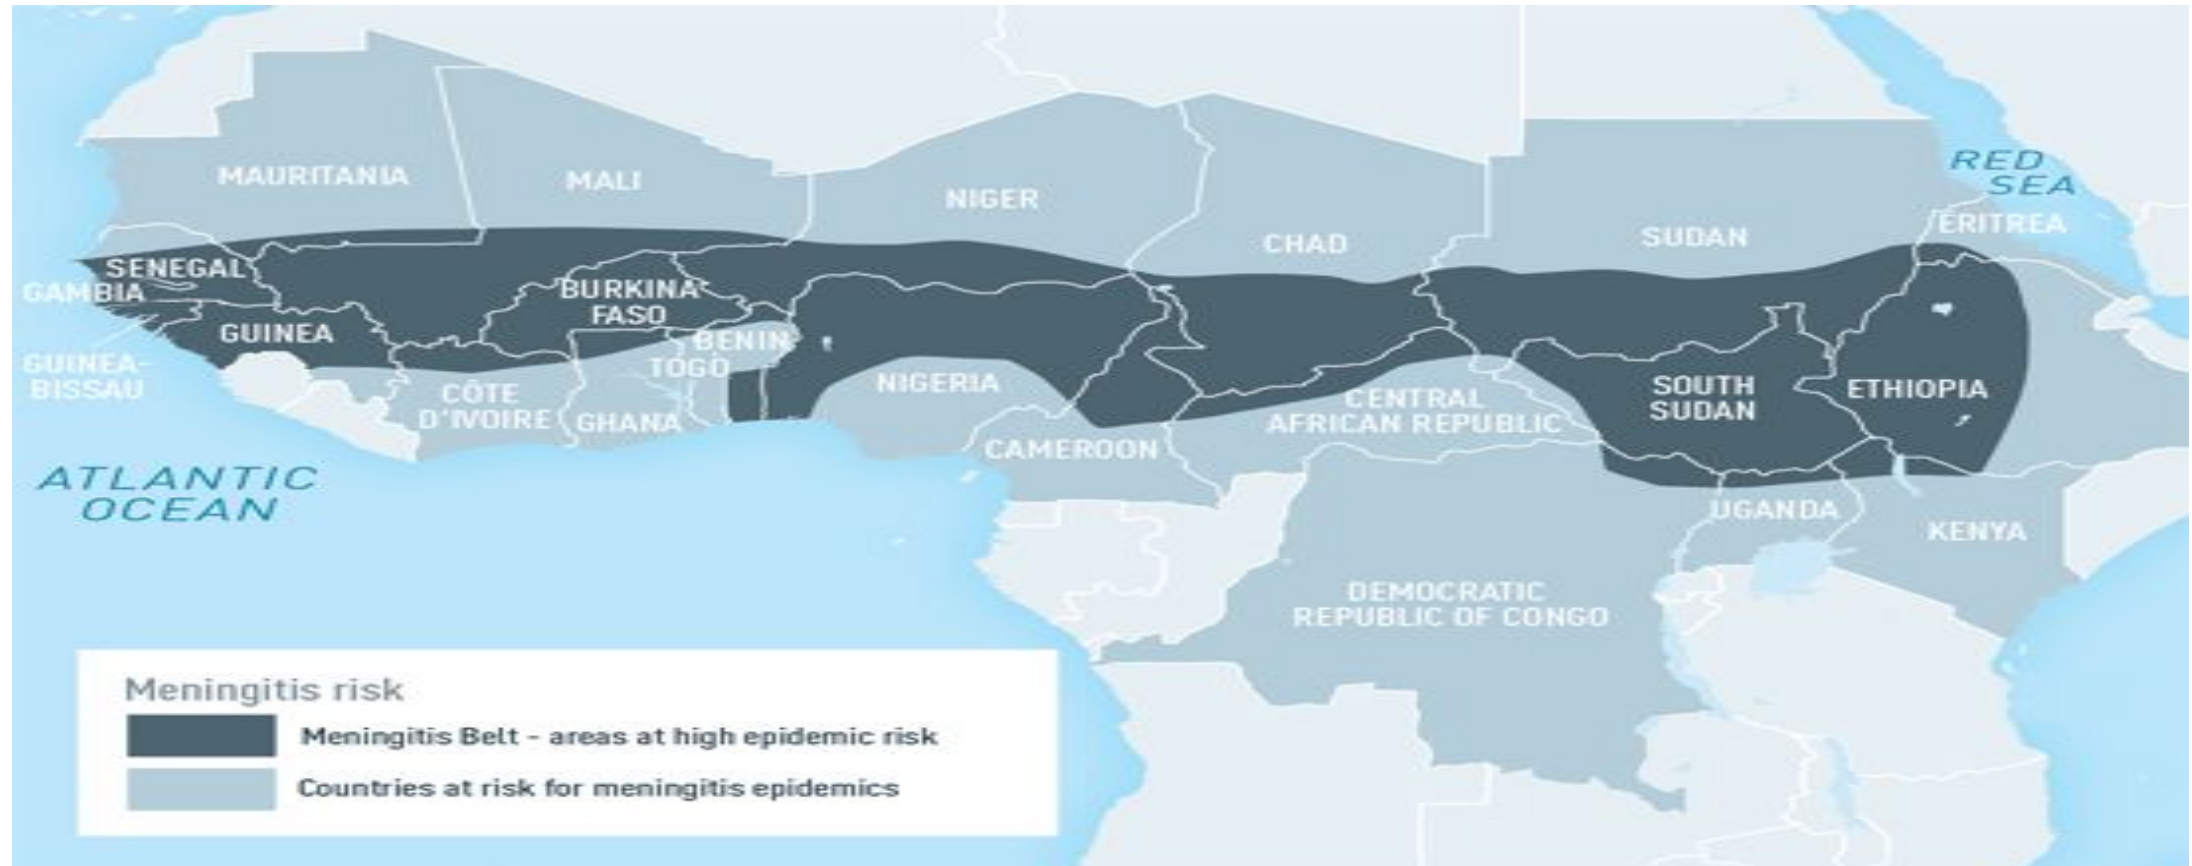 MAURITANIA
MALI
NIGER
CHAD
SUDAN
RED
SEA
ERITREA
SENEGAL
GAMBIA
GUINEA
GUINEA-
BISSAU
BURKINA
FASO
BENIN
TOGO
CÔTE
D'IVOIRE
GHANA
NIGERIA
CAMEROON
CENTRAL
AFRICAN REPUBLIC
SOUTH
SUDAN
ETHIOPIA
UGANDA
KENYA
DEMOCRATIC
REPUBLIC OF CONGO
ATLANTIC
OCEAN
Meningitis risk
Meningitis Belt - areas at high epidemic risk
Countries at risk for meningitis epidemics